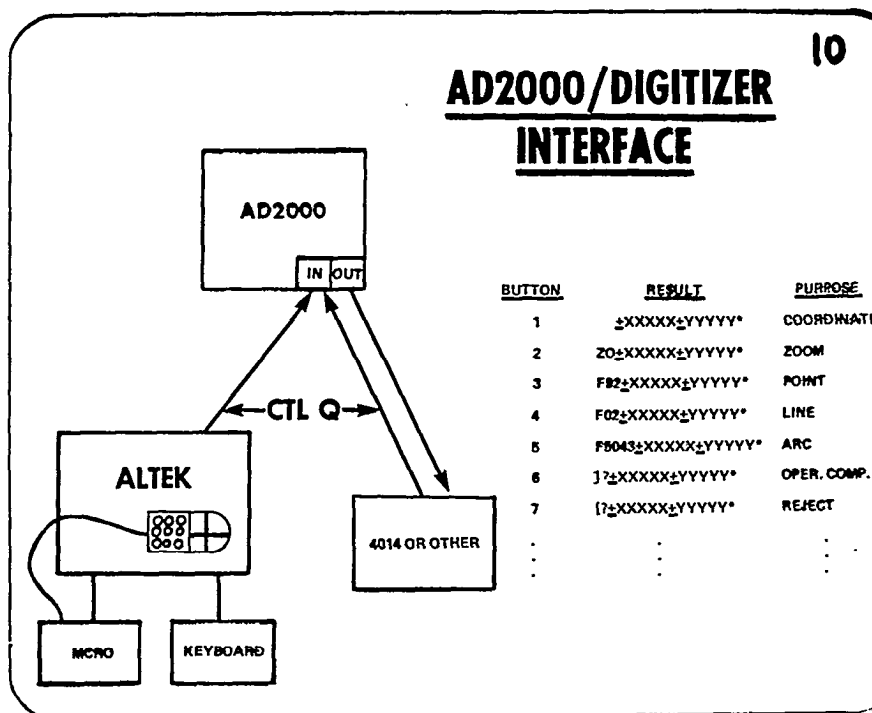 10
AD2000/DIGITIZER
INTERFACE
AD2000
IN OUT
BUTTON RESULT PURPOSE
1 ±XXXXX±YYYYY* COORDINATE
2 ZO±XXXXX±YYYYY* ZOOM
3 F92±XXXXX±YYYYY* POINT
4 F02±XXXXX±YYYYY* LINE
5 F5043±XXXXX±YYYYY* ARC
6 ]?±XXXXX±YYYYY* OPER. COMP.
7 [?±XXXXX±YYYYY* REJECT
. . .
. . .
. . .
CTL Q
ALTEK
4014 OR OTHER
MCRO
KEYBOARD